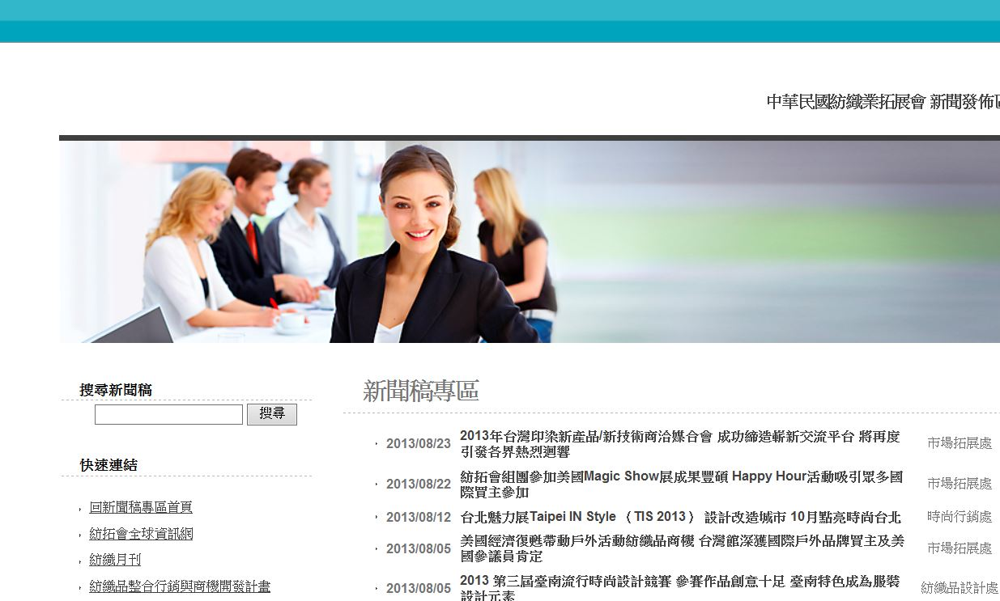 中華民國紡織業拓展會 新聞發佈
搜尋新聞稿
搜尋
快速連結
回新聞稿專區首頁
紡拓會全球資訊網
紡織月刊
紡織品整合行銷與商機開發計畫
新聞稿專區
2013/08/23 2013年台灣印染新產品/新技術商洽媒合會 成功締造嶄新交流平台 將再度 市場拓展處
引發各界熱烈迴響
2013/08/22 紡拓會組團參加美國Magic Show展成果豐碩 Happy Hour活動吸引眾多國 市場拓展處
際買主參加
2013/08/12 台北魅力展Taipei IN Style （TIS 2013） 設計改造城市 10月點亮時尚台北 時尚行銷處
2013/08/05 美國經濟復甦帶動戶外活動紡織品商機 台灣館深獲國際戶外品牌買主及美 市場拓展處
國參議員肯定
2013/08/05 2013 第三屆臺南流行時尚設計競賽 參賽作品創意十足 臺南特色成為服裝 紡織品設計處
設計元素